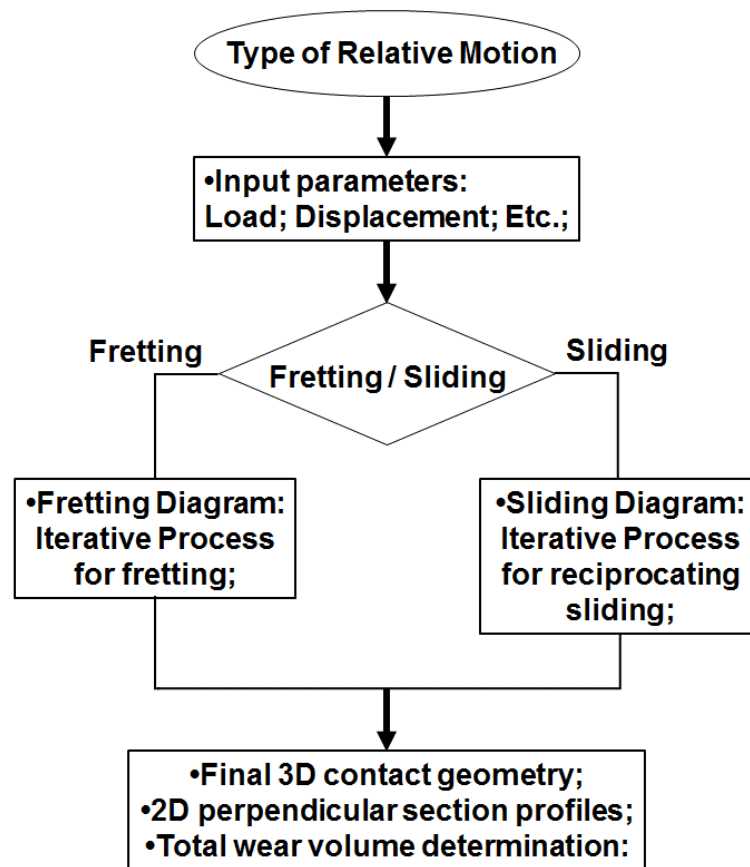 Type of Relative Motion
•Input parameters:
Load; Displacement; Etc.;
Fretting
Sliding
Fretting / Sliding
•Fretting Diagram:
Iterative Process
for fretting;
•Sliding Diagram:
Iterative Process
for reciprocating
sliding;
•Final 3D contact geometry;
•2D perpendicular section profiles;
•Total wear volume determination: